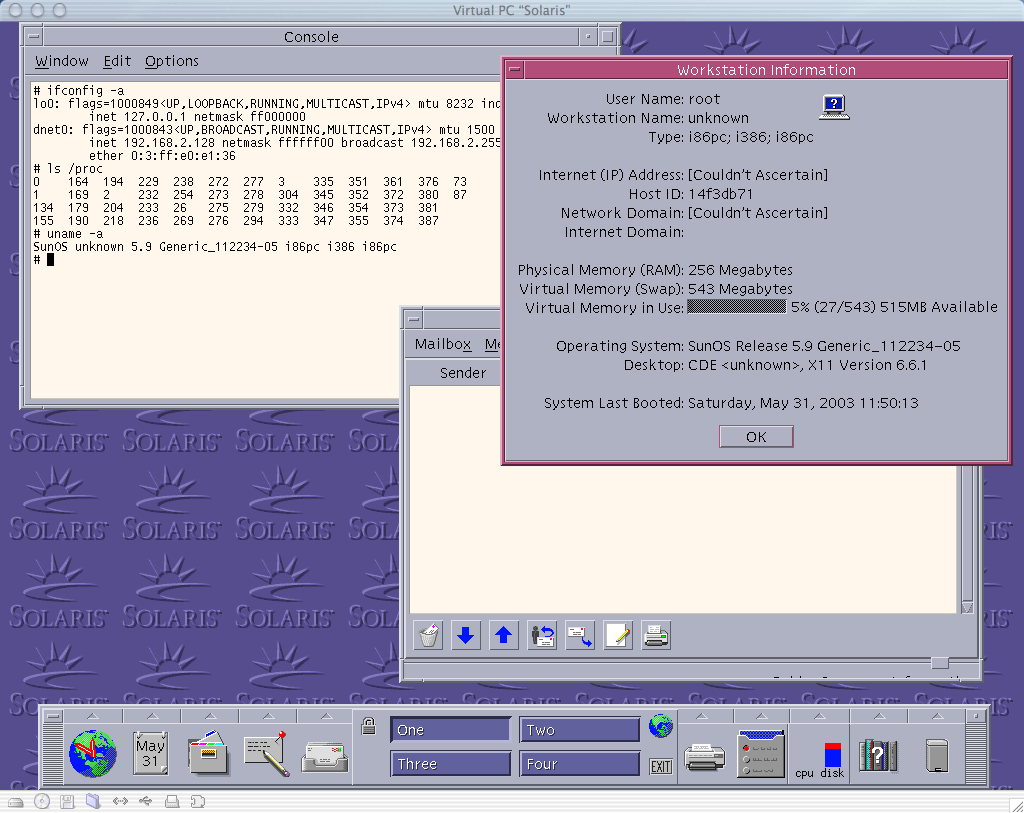 Virtual PC “Solaris”
Console
Window Edit Options
# ifconfig -a
lo0: flags=1000849<UP,LOOPBACK,RUNNING,MULTICAST,IPv4> mtu 8232
inet 127.0.0.1 netmask ff000000
dnet0: flags=1000843<UP,BROADCAST,RUNNING,MULTICAST,IPv4> mtu 1500
inet 192.168.2.128 netmask ffffff00 broadcast 192.168.2.255
ether 0:3:ff:e0:e1:36
# ls /proc
0 164 194 229 238 272 277 3 335 351 361 376 73
1 169 2 232 254 273 278 304 345 352 372 380 87
134 179 204 233 26 275 279 332 346 354 373 381
155 190 218 236 269 276 294 333 347 355 374 387
# uname -a
SunOS unknown 5.9 Generic_112234-05 i86pc i386 i86pc
#
Workstation Information
User Name: root
Workstation Name: unknown
Type: i86pc; i386; i86pc
Internet (IP) Address: [Couldn't Ascertain]
Host ID: 14f3db71
Network Domain: [Couldn't Ascertain]
Internet Domain:
Physical Memory (RAM): 256 Megabytes
Virtual Memory (Swap): 543 Megabytes
Virtual Memory in Use: 5% (27/543) 515MB Available
Operating System: SunOS Release 5.9 Generic_112234-05
Desktop: CDE <unknown>, X11 Version 6.6.1
System Last Booted: Saturday, May 31, 2003 11:50:13
OK
Mailbox
Sender
SOLARIS SOLARIS SOLARIS SOLARIS
SOLARIS SOLARIS SOLARIS SOLARIS
SOLARIS SOLARIS SOLARIS SOLARIS
May
31
One
Two
Three
Four
EXIT
cpu disk
?